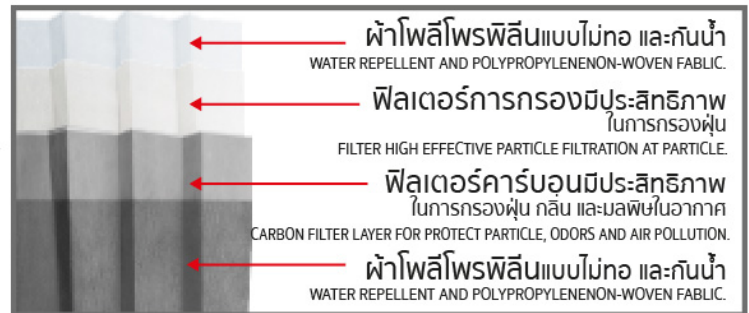 ผ้าโพลีโพรพิลีนแบบไม่ทอ และกันน้ำ
WATER REPELLENT AND POLYPROPYLENENON-WOVEN FABLIC.
ฟิลเตอร์การกรองมีประสิทธิภาพ
ในการกรองฝุ่น
FILTER HIGH EFFECTIVE PARTICLE FILTRATION AT PARTICLE.
ฟิลเตอร์คาร์บอนมีประสิทธิภาพ
ในการกรองฝุ่น กลิ่น และมลพิษในอากาศ
CARBON FILTER LAYER FOR PROTECT PARTICLE, ODORS AND AIR POLLUTION.
ผ้าโพลีโพรพิลีนแบบไม่ทอ และกันน้ำ
WATER REPELLENT AND POLYPROPYLENENON-WOVEN FABLIC.